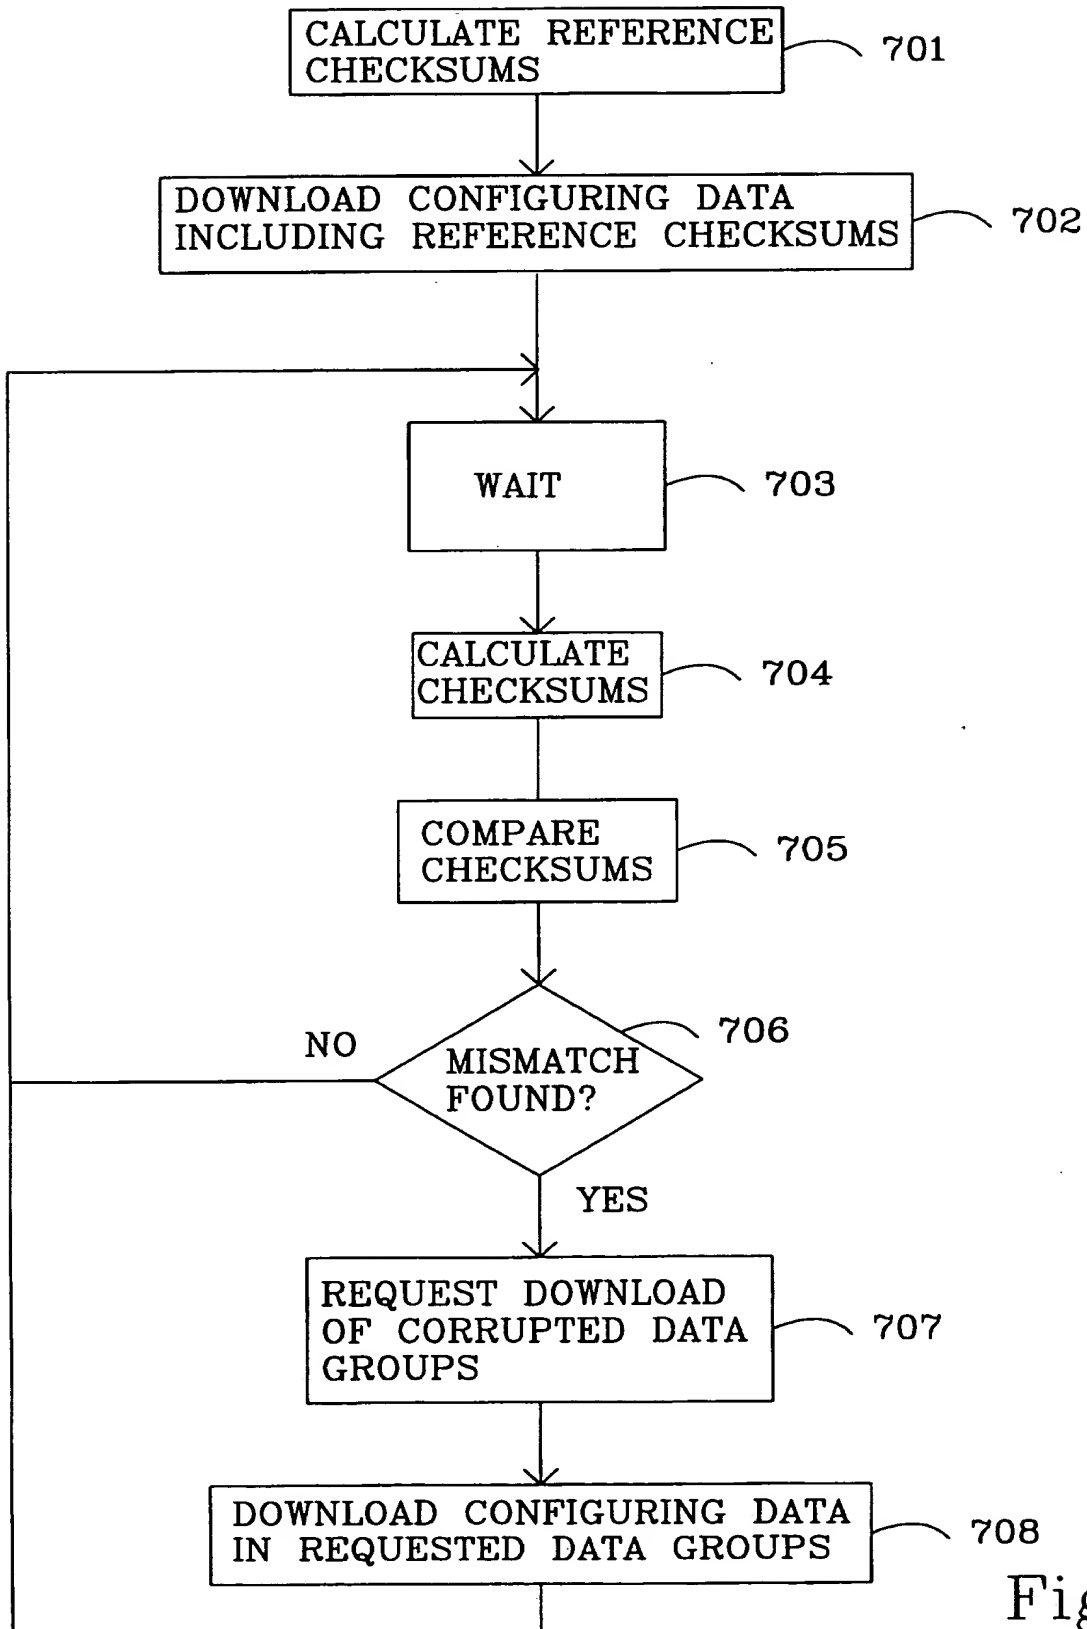 CALCULATE REFERENCE
CHECKSUMS
701
DOWNLOAD CONFIGURING DATA
INCLUDING REFERENCE CHECKSUMS
702
WAIT
703
CALCULATE
CHECKSUMS
704
COMPARE
CHECKSUMS
705
706
NO
MISMATCH
FOUND?
YES
REQUEST DOWNLOAD
OF CORRUPTED DATA
GROUPS
707
DOWNLOAD CONFIGURING DATA
IN REQUESTED DATA GROUPS
708
Fig